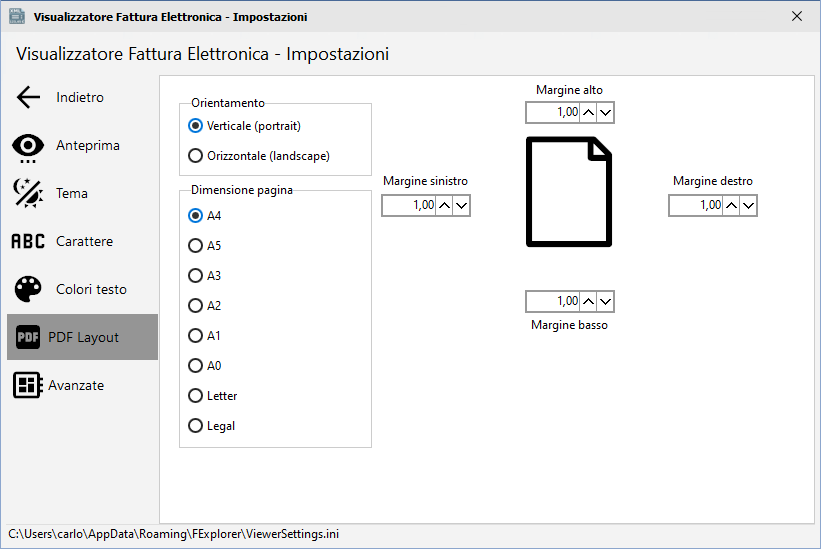 Visualizzatore Fattura Elettronica - Impostazioni
Visualizzatore Fattura Elettronica - Impostazioni
Indietro
Anteprima
Tema
ABC Carattere
Colori testo
PDF PDF Layout
Avanzate
Orientamento
Verticale (portrait)
Orizzontale (landscape)
Dimensione pagina
A4
A5
A3
A2
A1
A0
Letter
Legal
Margine alto
1,00
Margine sinistro
1,00
Margine destro
1,00
1,00
Margine basso
C:\Users\carlo\AppData\Roaming\FExplorer\ViewerSettings.ini